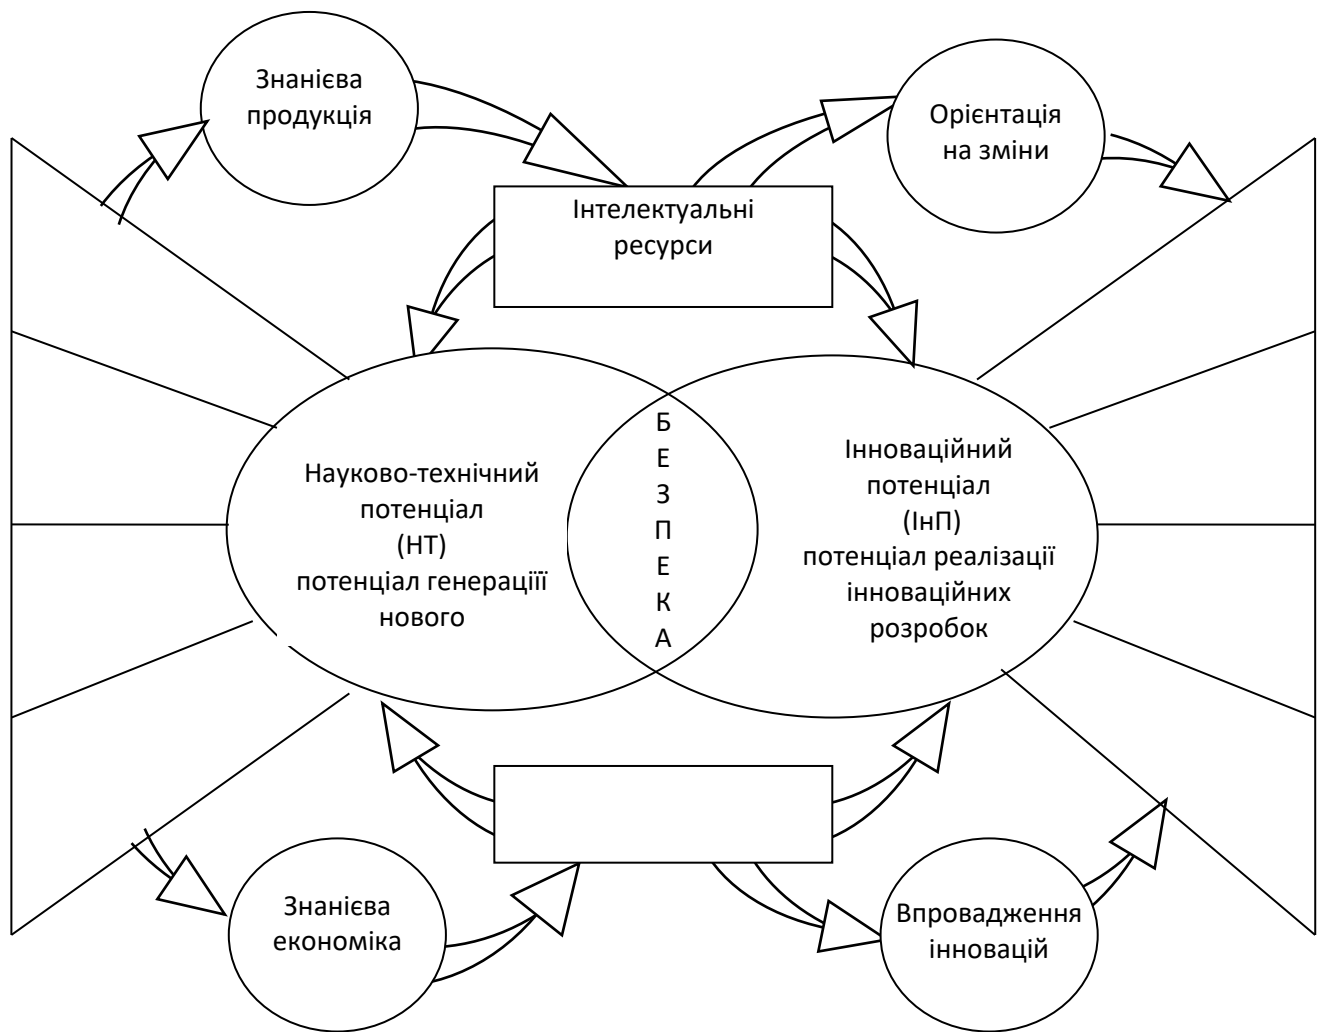 Знанієва
продукція
Орієнтація
на зміни
Інтелектуальні
ресурси
Науково-технічний
потенціал
(НТ)
потенціал генераціїї
нового
Б
Е
З
П
Е
К
А
Інноваційний
потенціал
(ІнП)
потенціал реалізації
інноваційних
розробок
Знанієва
економіка
Впровадження
інновацій